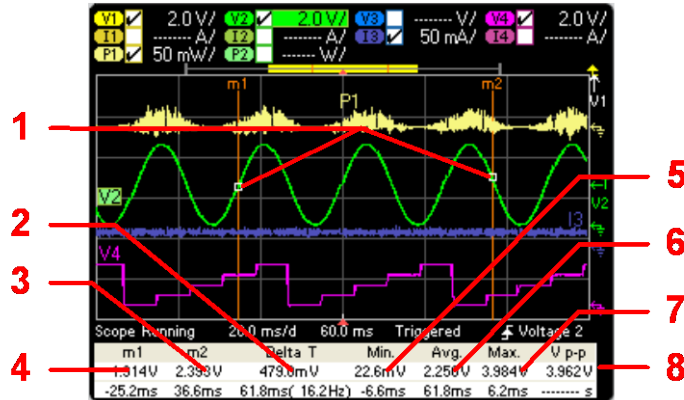 V1 2.0 V/ V2 2.0 V/ V3 ------- V/ V4 2.0 V/
I1 ------- A/ I2 ------- A/ I3 50 mA/ I4 ------- A/
P1 50 mW/ P2 ------- W/
m1 m2
P1 V1
1
V2 5
I V2
2 I3
6
V4
3
7
Scope Running 20.0 ms/d 60.0 ms Triggered Voltage 2
m1 m2 Delta T Min. Avg. Max. V p-p
4 1.914V 2.393V 479.0mV 22.6mV 2.250V 3.984V 3.962V 8
-25.2ms 36.6ms 61.8ms( 16.2Hz) -6.6ms 61.8ms 6.2ms ------- s